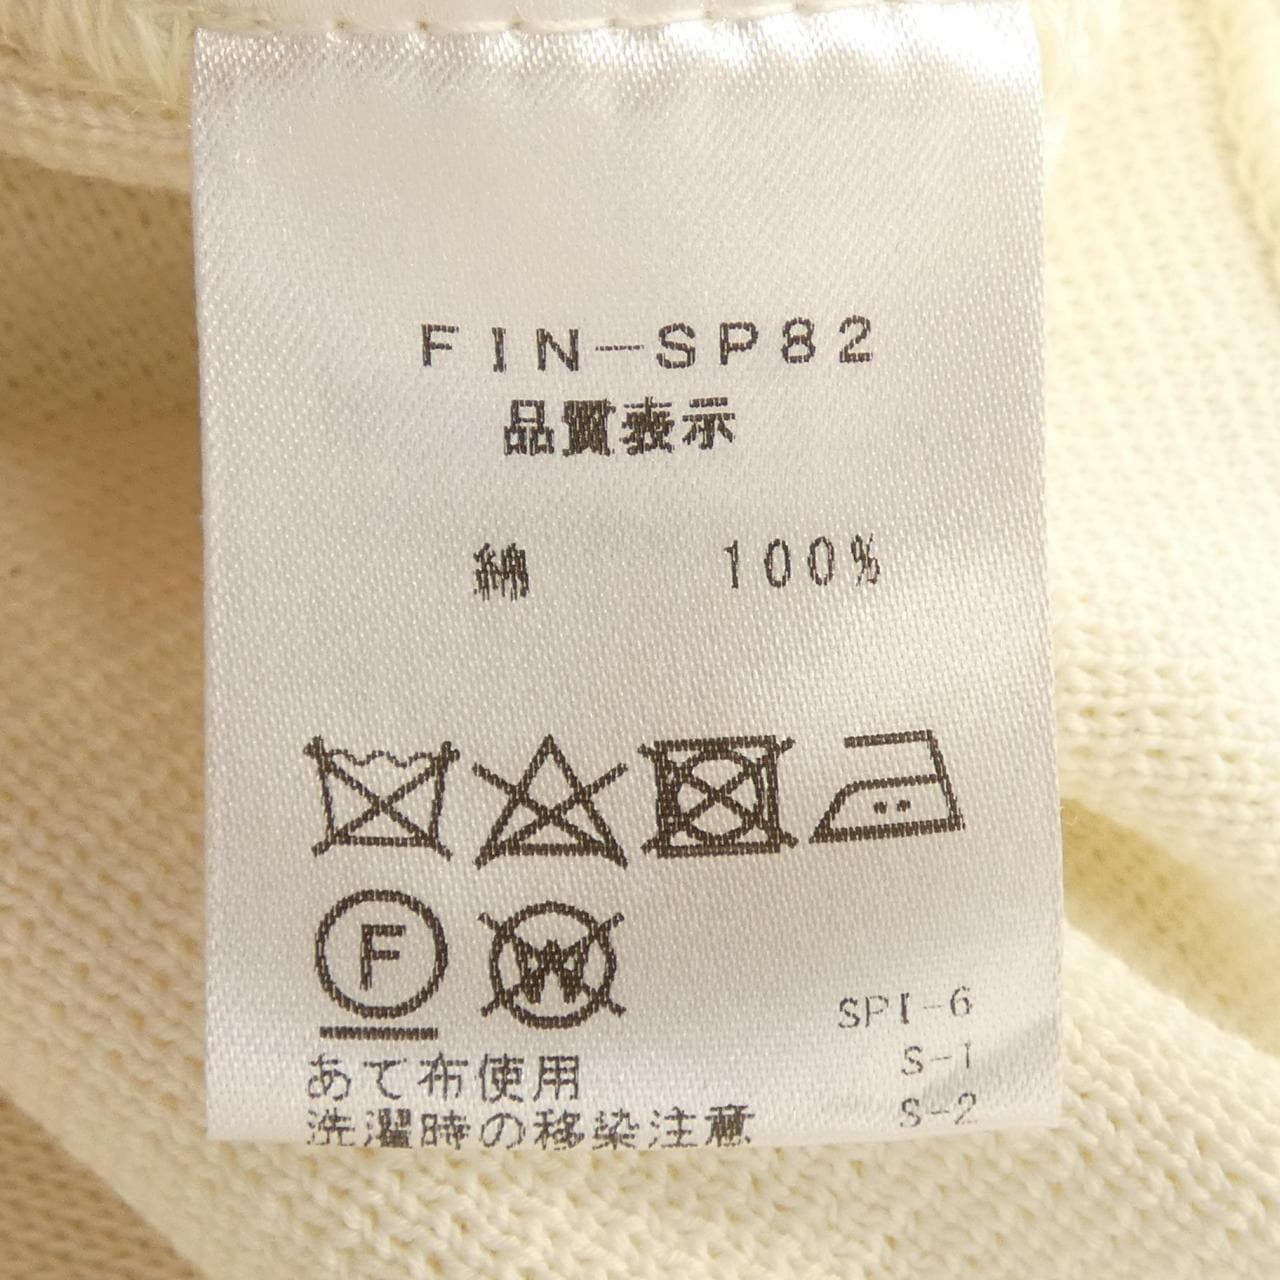 FIN-SP82
品質表示
綿 100%
F
W
SPI-6
S-1
S-2
あて布使用
洗濯時の移染注意